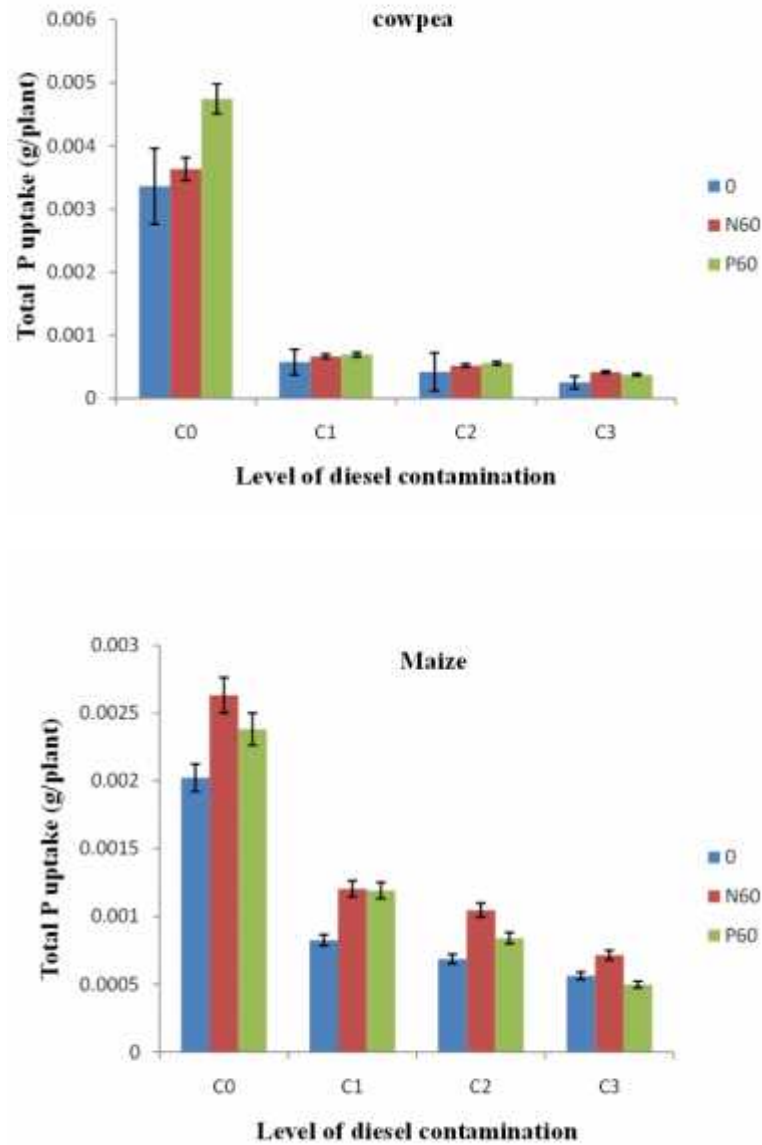 cowpea
0.006
0.005
0.004
0.003
0.002
0.001
0
Total P uptake (g/plant)
C0 C1 C2 C3
Level of diesel contamination
0
N60
P60
Maize
0.003
0.0025
0.002
0.0015
0.001
0.0005
0
Total P uptake (g/plant)
C0 C1 C2 C3
Level of diesel contamination
0
N60
P60